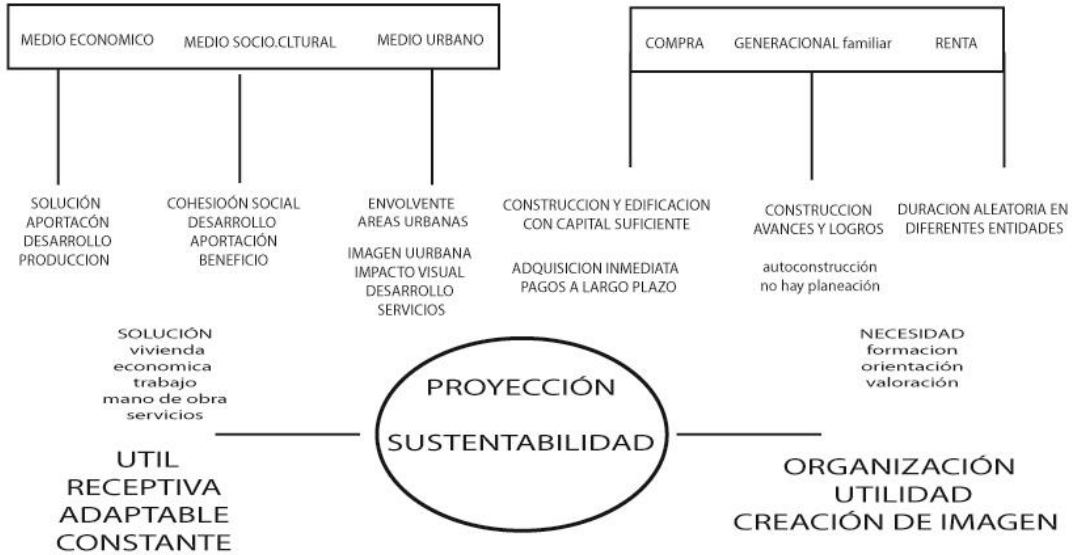 MEDIO ECONOMICO
MEDIO SOCIO.CLTURAL
MEDIO URBANO
COMPRA
GENERACIONAL familiar
RENTA
SOLUCIÓN
APORTACÓN
DESARROLLO
PRODUCCION
COHESIOÓN SOCIAL
DESARROLLO
APORTACIÓN
BENEFICIO
ENVOLVENTE
AREAS URBANAS
IMAGEN UURBANA
IMPACTO VISUAL
DESARROLLO
SERVICIOS
CONSTRUCCION Y EDIFICACION
CON CAPITAL SUFICIENTE
ADQUISICION INMEDIATA
PAGOS A LARGO PLAZO
CONSTRUCCION
AVANCES Y LOGROS
autoconstrucción
no hay planeación
DURACION ALEATORIA EN
DIFERENTES ENTIDADES
SOLUCIÓN
vivienda
economica
trabajo
mano de obra
servicios
UTIL
RECEPTIVA
ADAPTABLE
CONSTANTE
PROYECCIÓN
SUSTENTABILIDAD
NECESIDAD
formacion
orientación
valoración
ORGANIZACIÓN
UTILIDAD
CREACIÓN DE IMAGEN